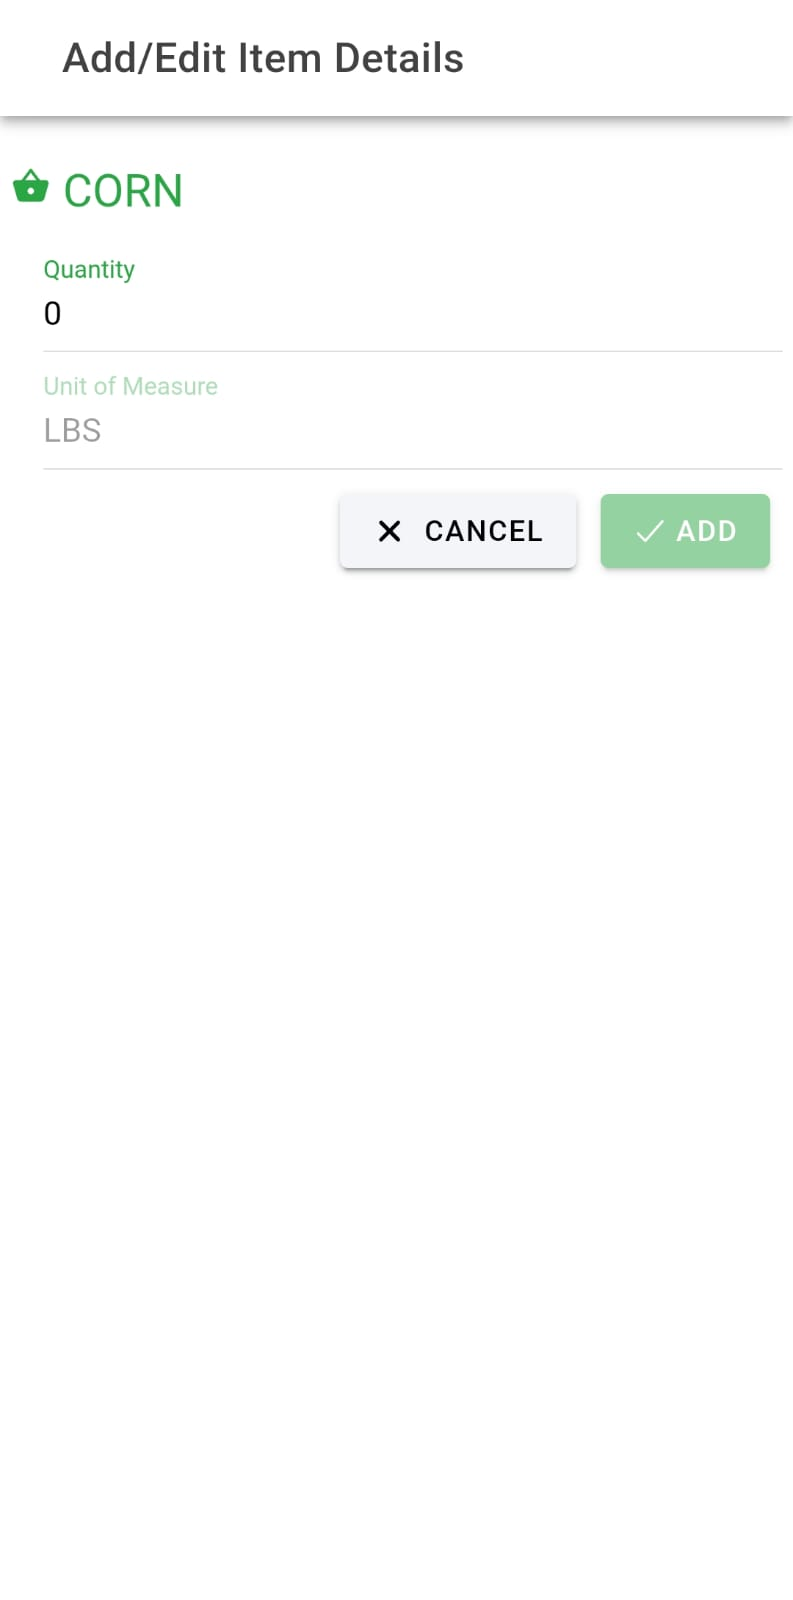 Add/Edit Item Details
CORN
Quantity
0
Unit of Measure
LBS
CANCEL ADD